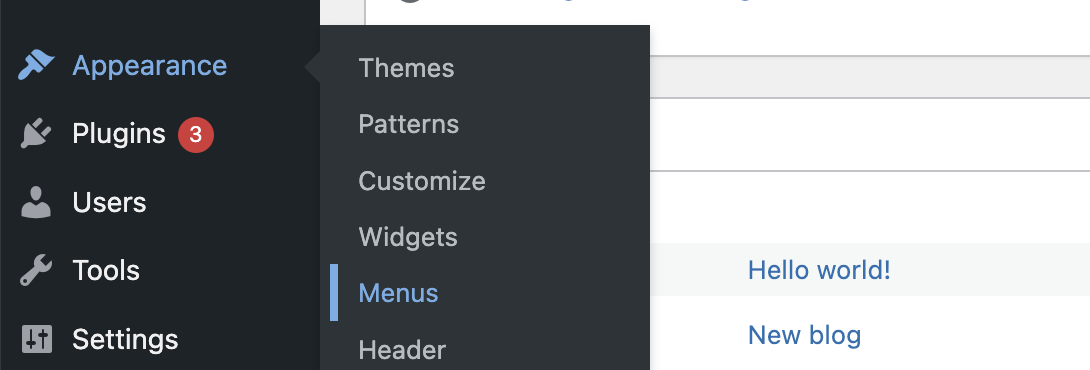 Appearance
Plugins 3
Users
Tools
Settings
Themes
Patterns
Customize
Widgets
Menus
Header
Hello world!
New blog